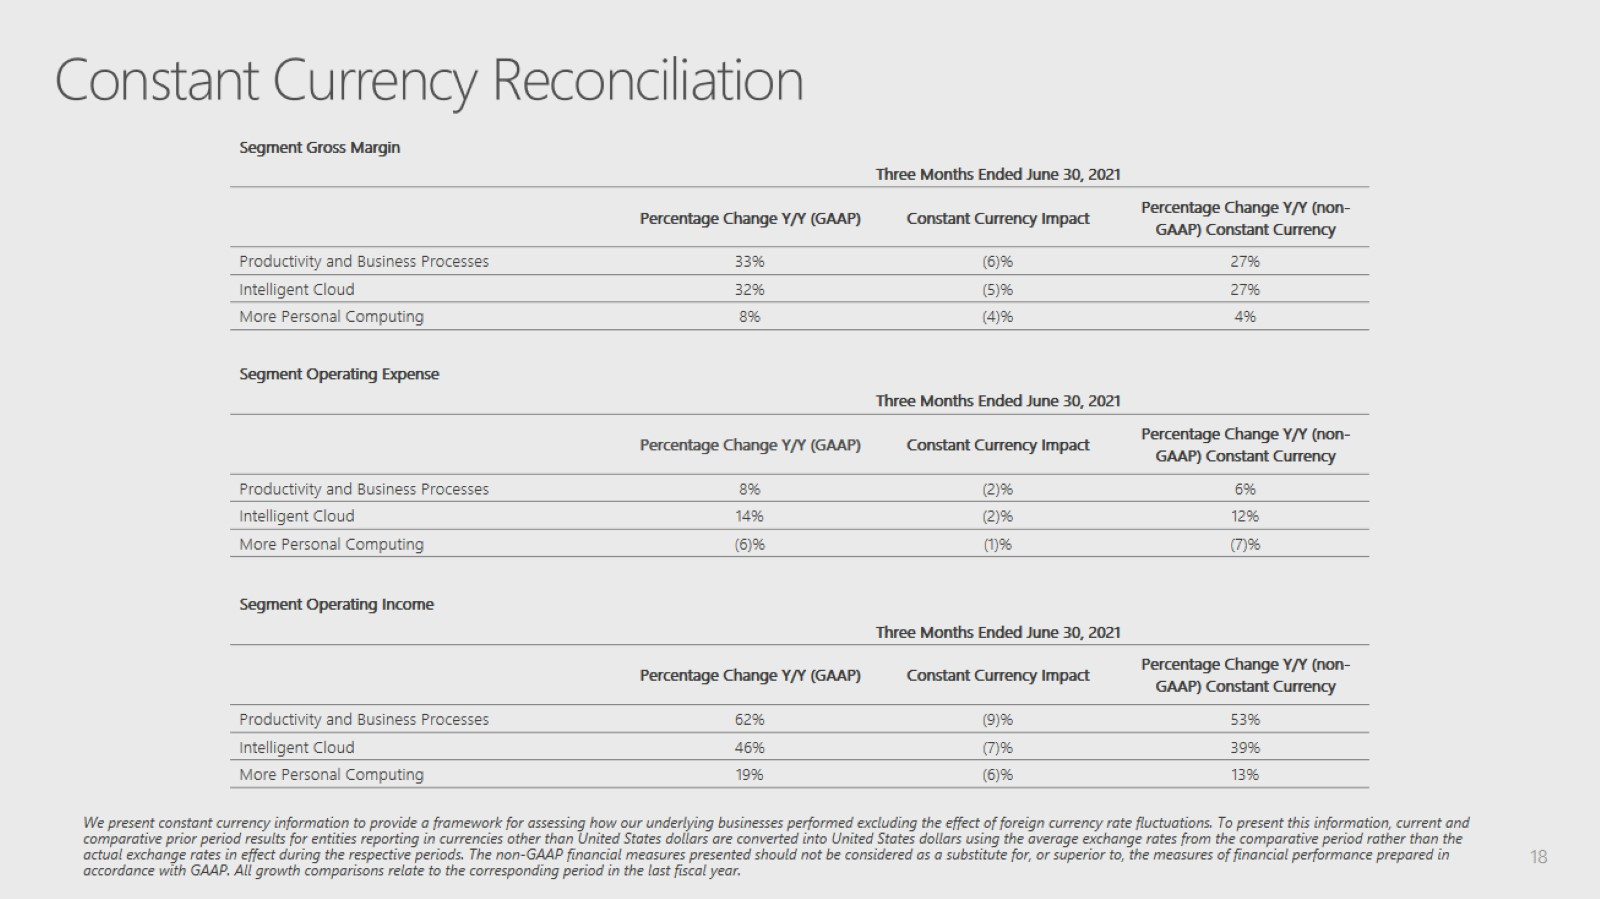 Constant Currency Reconciliation
Segment Gross Margin
Three Months Ended June 30, 2021
Percentage Change Y/Y (GAAP) Constant Currency Impact Percentage Change Y/Y (non-
GAAP) Constant Currency
Productivity and Business Processes 33% (6)% 27%
Intelligent Cloud 32% (5)% 27%
More Personal Computing 8% (4)% 4%
Segment Operating Expense
Three Months Ended June 30, 2021
Percentage Change Y/Y (GAAP) Constant Currency Impact Percentage Change Y/Y (non-
GAAP) Constant Currency
Productivity and Business Processes 8% (2)% 6%
Intelligent Cloud 14% (2)% 12%
More Personal Computing (6)% (1)% (7)%
Segment Operating Income
Three Months Ended June 30, 2021
Percentage Change Y/Y (GAAP) Constant Currency Impact Percentage Change Y/Y (non-
GAAP) Constant Currency
Productivity and Business Processes 62% (9)% 53%
Intelligent Cloud 46% (7)% 39%
More Personal Computing 19% (6)% 13%
We present constant currency information to provide a framework for assessing how our underlying businesses performed excluding the effect of foreign currency rate fluctuations. To present this information, current and
comparative prior period results for entities reporting in currencies other than United States dollars are converted into United States dollars using the average exchange rates from the comparative period rather than the
actual exchange rates in effect during the respective periods. The non-GAAP financial measures presented should not be considered as a substitute for, or superior to, the measures of financial performance prepared in
accordance with GAAP. All growth comparisons relate to the corresponding period in the last fiscal year.
18